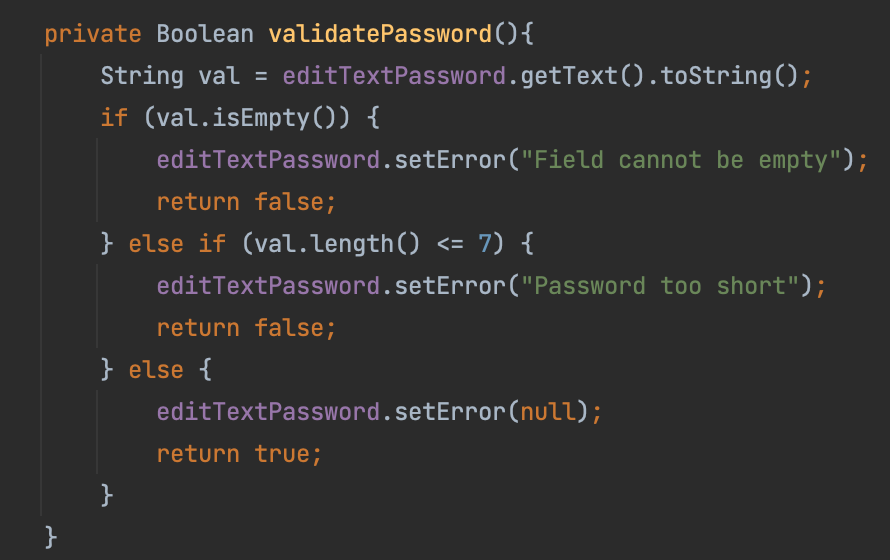 private Boolean validatePassword(){
    String val = editTextPassword.getText().toString();
    if (val.isEmpty()) {
        editTextPassword.setError("Field cannot be empty");
        return false;
    } else if (val.length() <= 7) {
        editTextPassword.setError("Password too short");
        return false;
    } else {
        editTextPassword.setError(null);
        return true;
    }
}